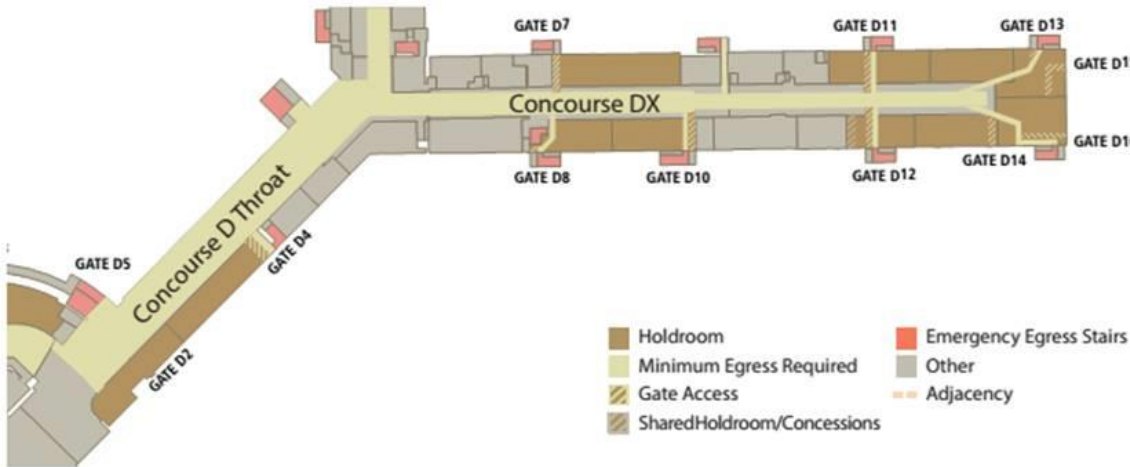 GATE D7
GATE D11
GATE D13
Concourse DX
GATE D8
GATE D10
GATE D12
GATE D14
Concourse D Throat
GATE D4
GATE D5
GATE D2
Holdroom
Minimum Egress Required
Gate Access
SharedHoldroom/Concessions
Emergency Egress Stairs
Other
Adjacency